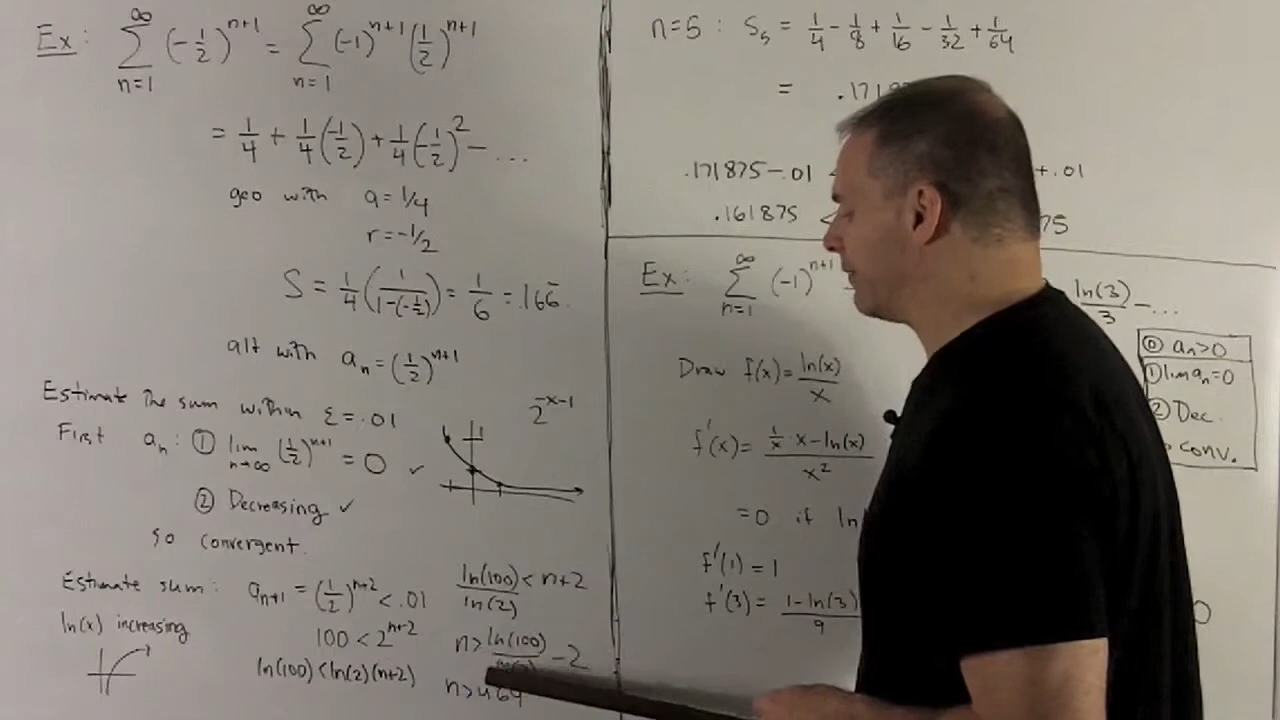 Ex: ∑_{n=1}^{∞} (-1/2)^{n+1} = ∑_{n=1}^{∞} (-1)^{n+1} (1/2)^{n+1}
= 1/4 + 1/4(-1/2) + 1/4(-1/2)^2 - ...
geo with a = 1/4
r = -1/2
S = 1/4(1/(1-(-1/2))) = 1/6 = .166̄
alt with a_n = (1/2)^{n+1}
Estimate the sum within ε = .01
2^{-x-1}
First a_n: ① lim_{n→∞} (1/2)^{n+1} = 0 ✓
1
② Decreasing ✓
so convergent.
Estimate sum: a_{n+1} = (1/2)^{n+2} < .01
100 < 2^{n+2}
ln(100) < ln(2)(n+2)
ln(x) increasing
ln(100)/ln(2) < n+2
n > ln(100)/ - 2
n > 4.64
n=5: S_5 = 1/4 - 1/8 + 1/16 - 1/32 + 1/64
= .171
.171875-.01 < +.01
.161875 < 75
Ex: ∑_{n=1}^{∞} (-1)^{n+1} ln(3)/3 - ...
Draw f(x) = ln(x)/x
f'(x) = (1/x · x - ln(x))/x^2
= 0 if ln
f'(1) = 1
f'(3) = (1-ln(3))/9 0
⓪ a_n > 0
① lim a_n = 0
② Dec.
conv.